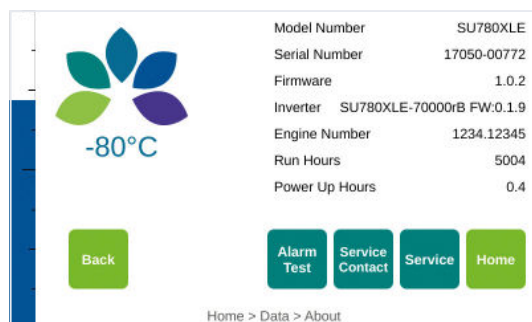 Model Number SU780XLE
Serial Number 17050-00772
Firmware 1.0.2
Inverter SU780XLE-70000rB FW:0.1.9
Engine Number 1234.12345
Run Hours 5004
Power Up Hours 0.4
-80°C
Back
Alarm
Test
Service
Contact
Service
Home
Home > Data > About